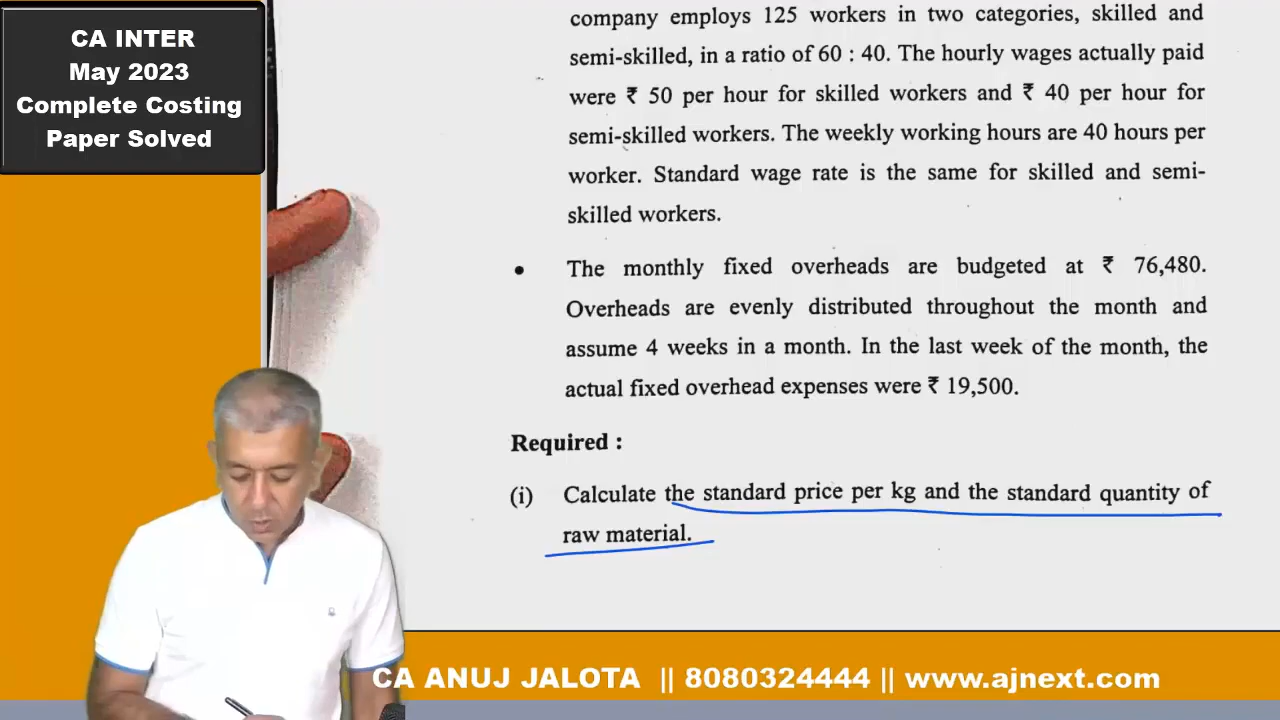 CA INTER
May 2023
Complete Costing
Paper Solved
company employs 125 workers in two categories, skilled and
semi-skilled, in a ratio of 60 : 40. The hourly wages actually paid
were ₹ 50 per hour for skilled workers and ₹ 40 per hour for
semi-skilled workers. The weekly working hours are 40 hours per
worker. Standard wage rate is the same for skilled and semi-
skilled workers.
• The monthly fixed overheads are budgeted at ₹ 76,480.
Overheads are evenly distributed throughout the month and
assume 4 weeks in a month. In the last week of the month, the
actual fixed overhead expenses were ₹ 19,500.
Required :
(i) Calculate the standard price per kg and the standard quantity of
raw material.
CA ANUJ JALOTA || 8080324444 || www.ajnext.com